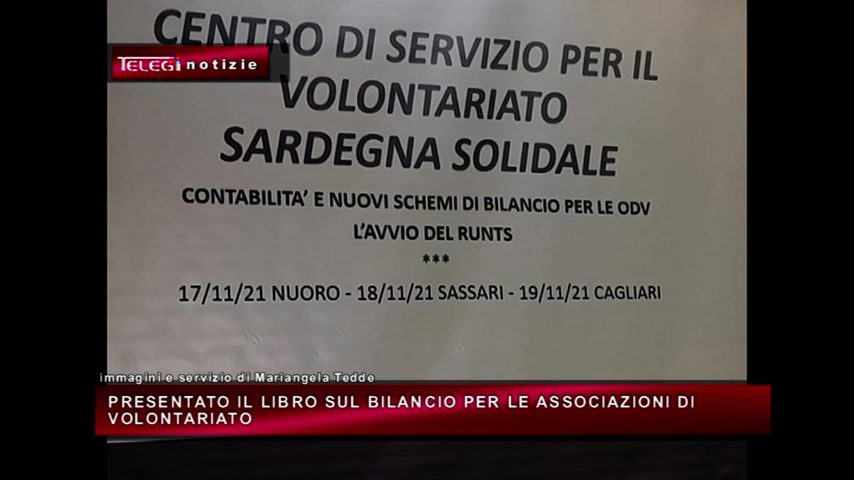 CENTRO DI SERVIZIO PER IL
TELEGi notizie
VOLONTARIATO
SARDEGNA SOLIDALE
CONTABILITA' E NUOVI SCHEMI DI BILANCIO PER LE ODV
L'AVVIO DEL RUNTS
***
17/11/21 NUORO - 18/11/21 SASSARI - 19/11/21 CAGLIARI
immagini e servizio di Mariangela Tedde
PRESENTATO IL LIBRO SUL BILANCIO PER LE ASSOCIAZIONI DI
VOLONTARIATO